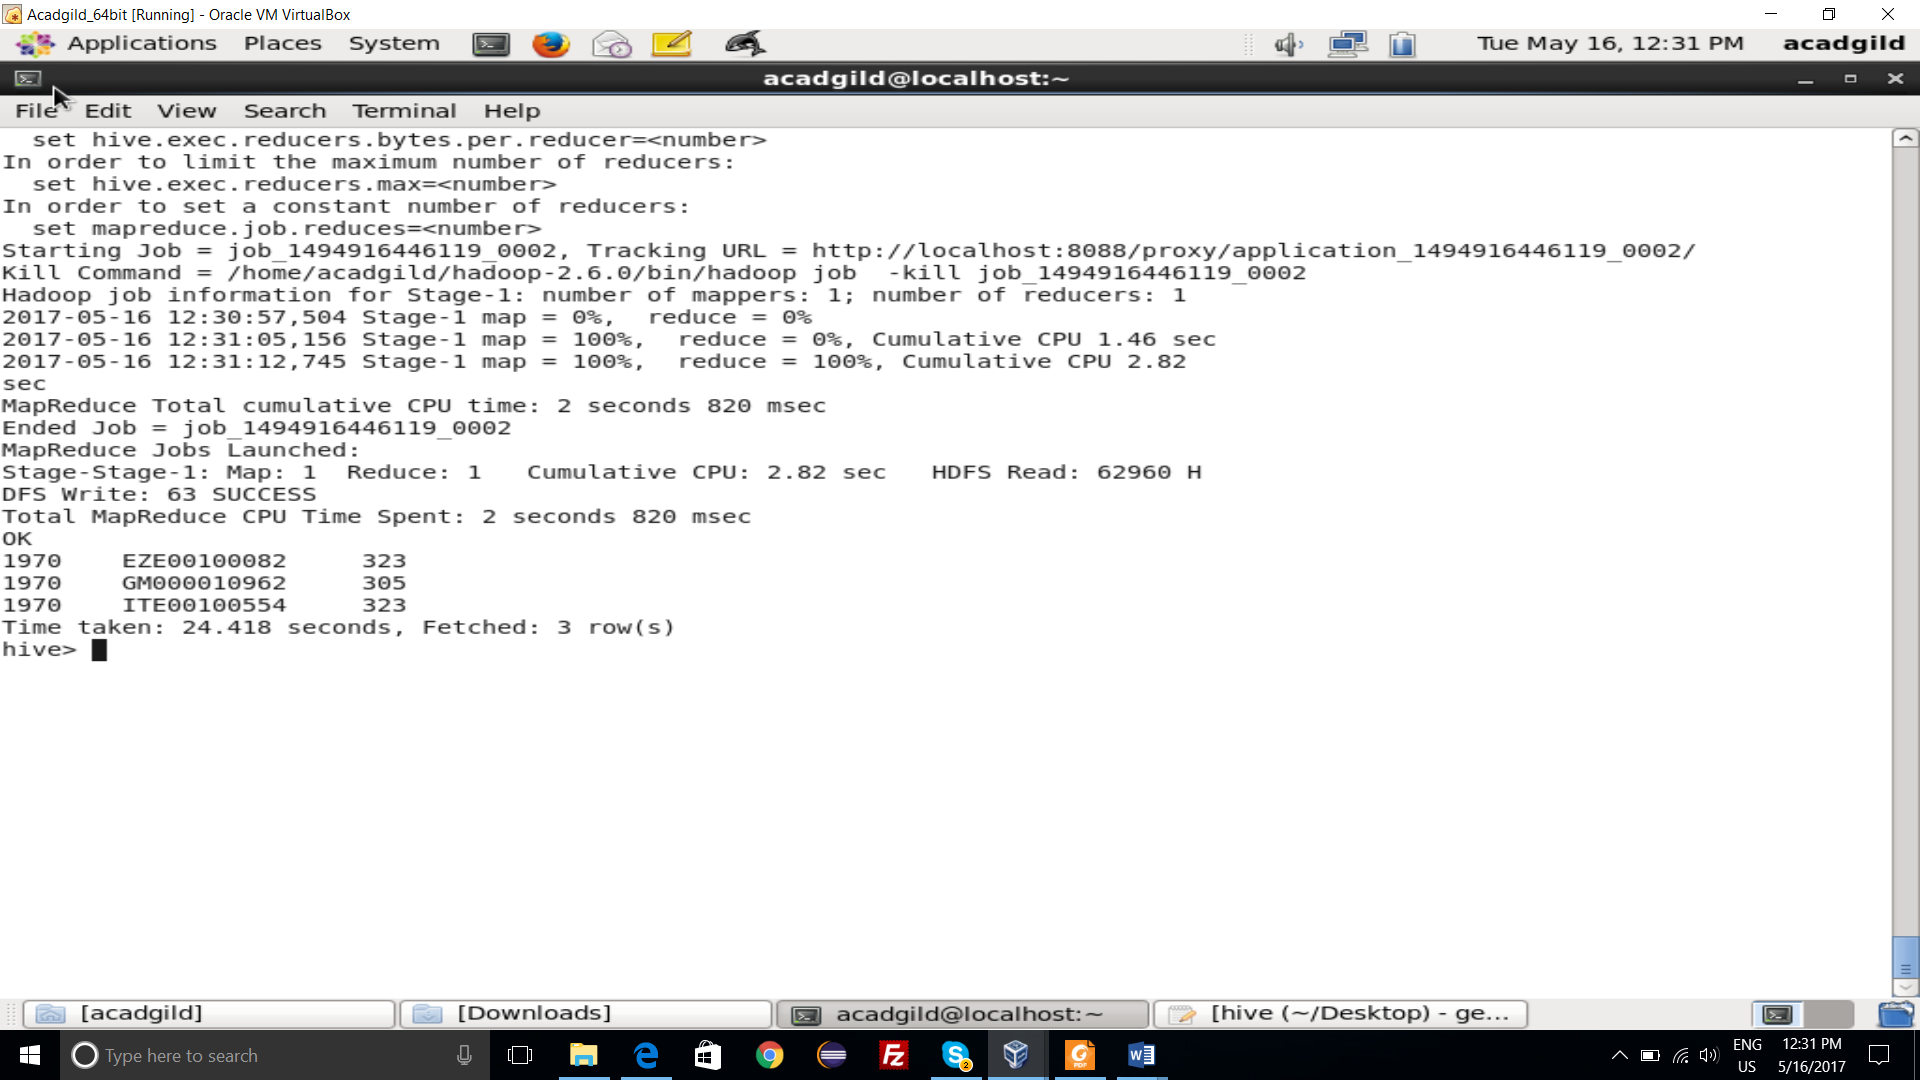 Acadgild_64bit [Running] - Oracle VM VirtualBox
Applications Places System Tue May 16, 12:31 PM acadgild
acadgild@localhost:~
File Edit View Search Terminal Help
  set hive.exec.reducers.bytes.per.reducer=<number>
In order to limit the maximum number of reducers:
  set hive.exec.reducers.max=<number>
In order to set a constant number of reducers:
  set mapreduce.job.reduces=<number>
Starting Job = job_1494916446119_0002, Tracking URL = http://localhost:8088/proxy/application_1494916446119_0002/
Kill Command = /home/acadgild/hadoop-2.6.0/bin/hadoop job  -kill job_1494916446119_0002
Hadoop job information for Stage-1: number of mappers: 1; number of reducers: 1
2017-05-16 12:30:57,504 Stage-1 map = 0%,  reduce = 0%
2017-05-16 12:31:05,156 Stage-1 map = 100%,  reduce = 0%, Cumulative CPU 1.46 sec
2017-05-16 12:31:12,745 Stage-1 map = 100%,  reduce = 100%, Cumulative CPU 2.82
sec
MapReduce Total cumulative CPU time: 2 seconds 820 msec
Ended Job = job_1494916446119_0002
MapReduce Jobs Launched:
Stage-Stage-1: Map: 1  Reduce: 1   Cumulative CPU: 2.82 sec   HDFS Read: 62960 H
DFS Write: 63 SUCCESS
Total MapReduce CPU Time Spent: 2 seconds 820 msec
OK
1970    EZE00100082     323
1970    GM000010962     305
1970    ITE00100554     323
Time taken: 24.418 seconds, Fetched: 3 row(s)
hive>
[acadgild] [Downloads] acadgild@localhost:~ [hive (~/Desktop) - ge...
Type here to search
ENG 12:31 PM
US 5/16/2017